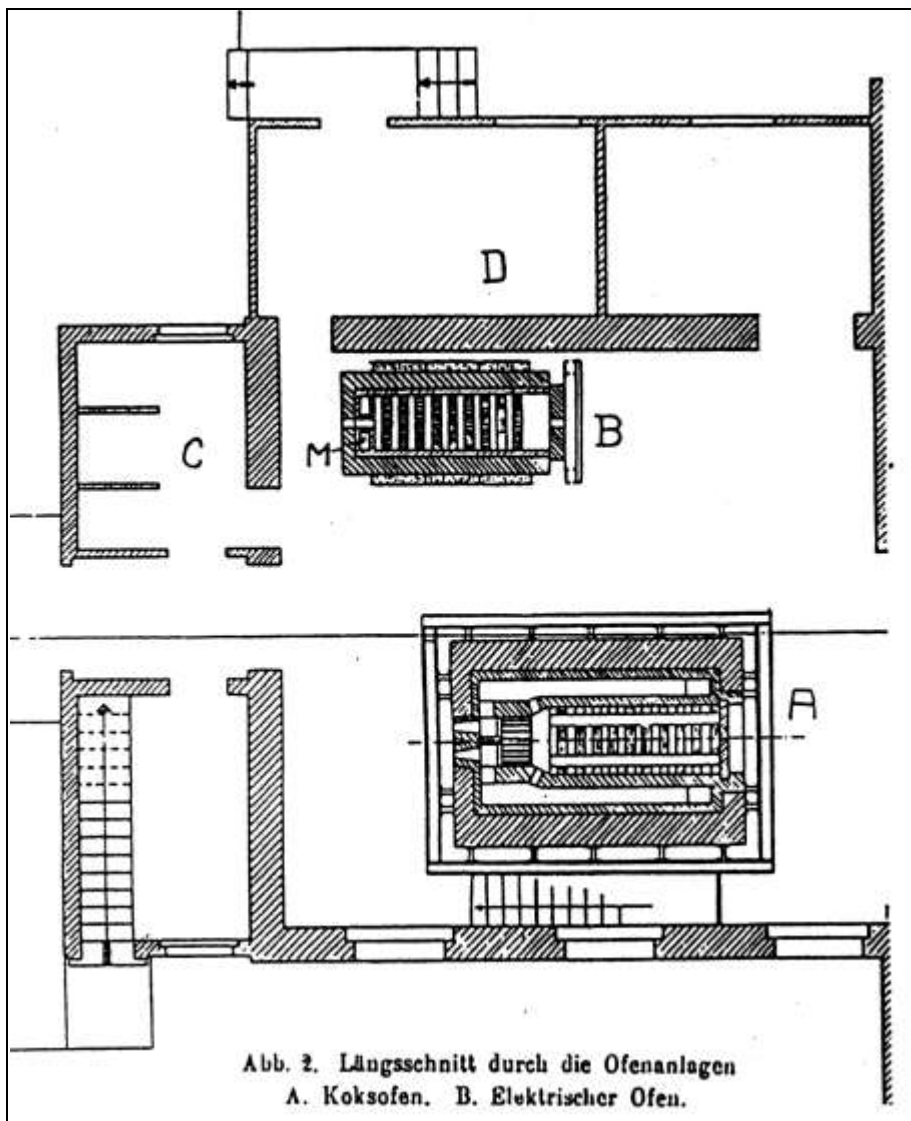 D
C
B
M
A
Abb. 2. Längsschnitt durch die Ofenanlagen
A. Koksofen. B. Elektrischer Ofen.